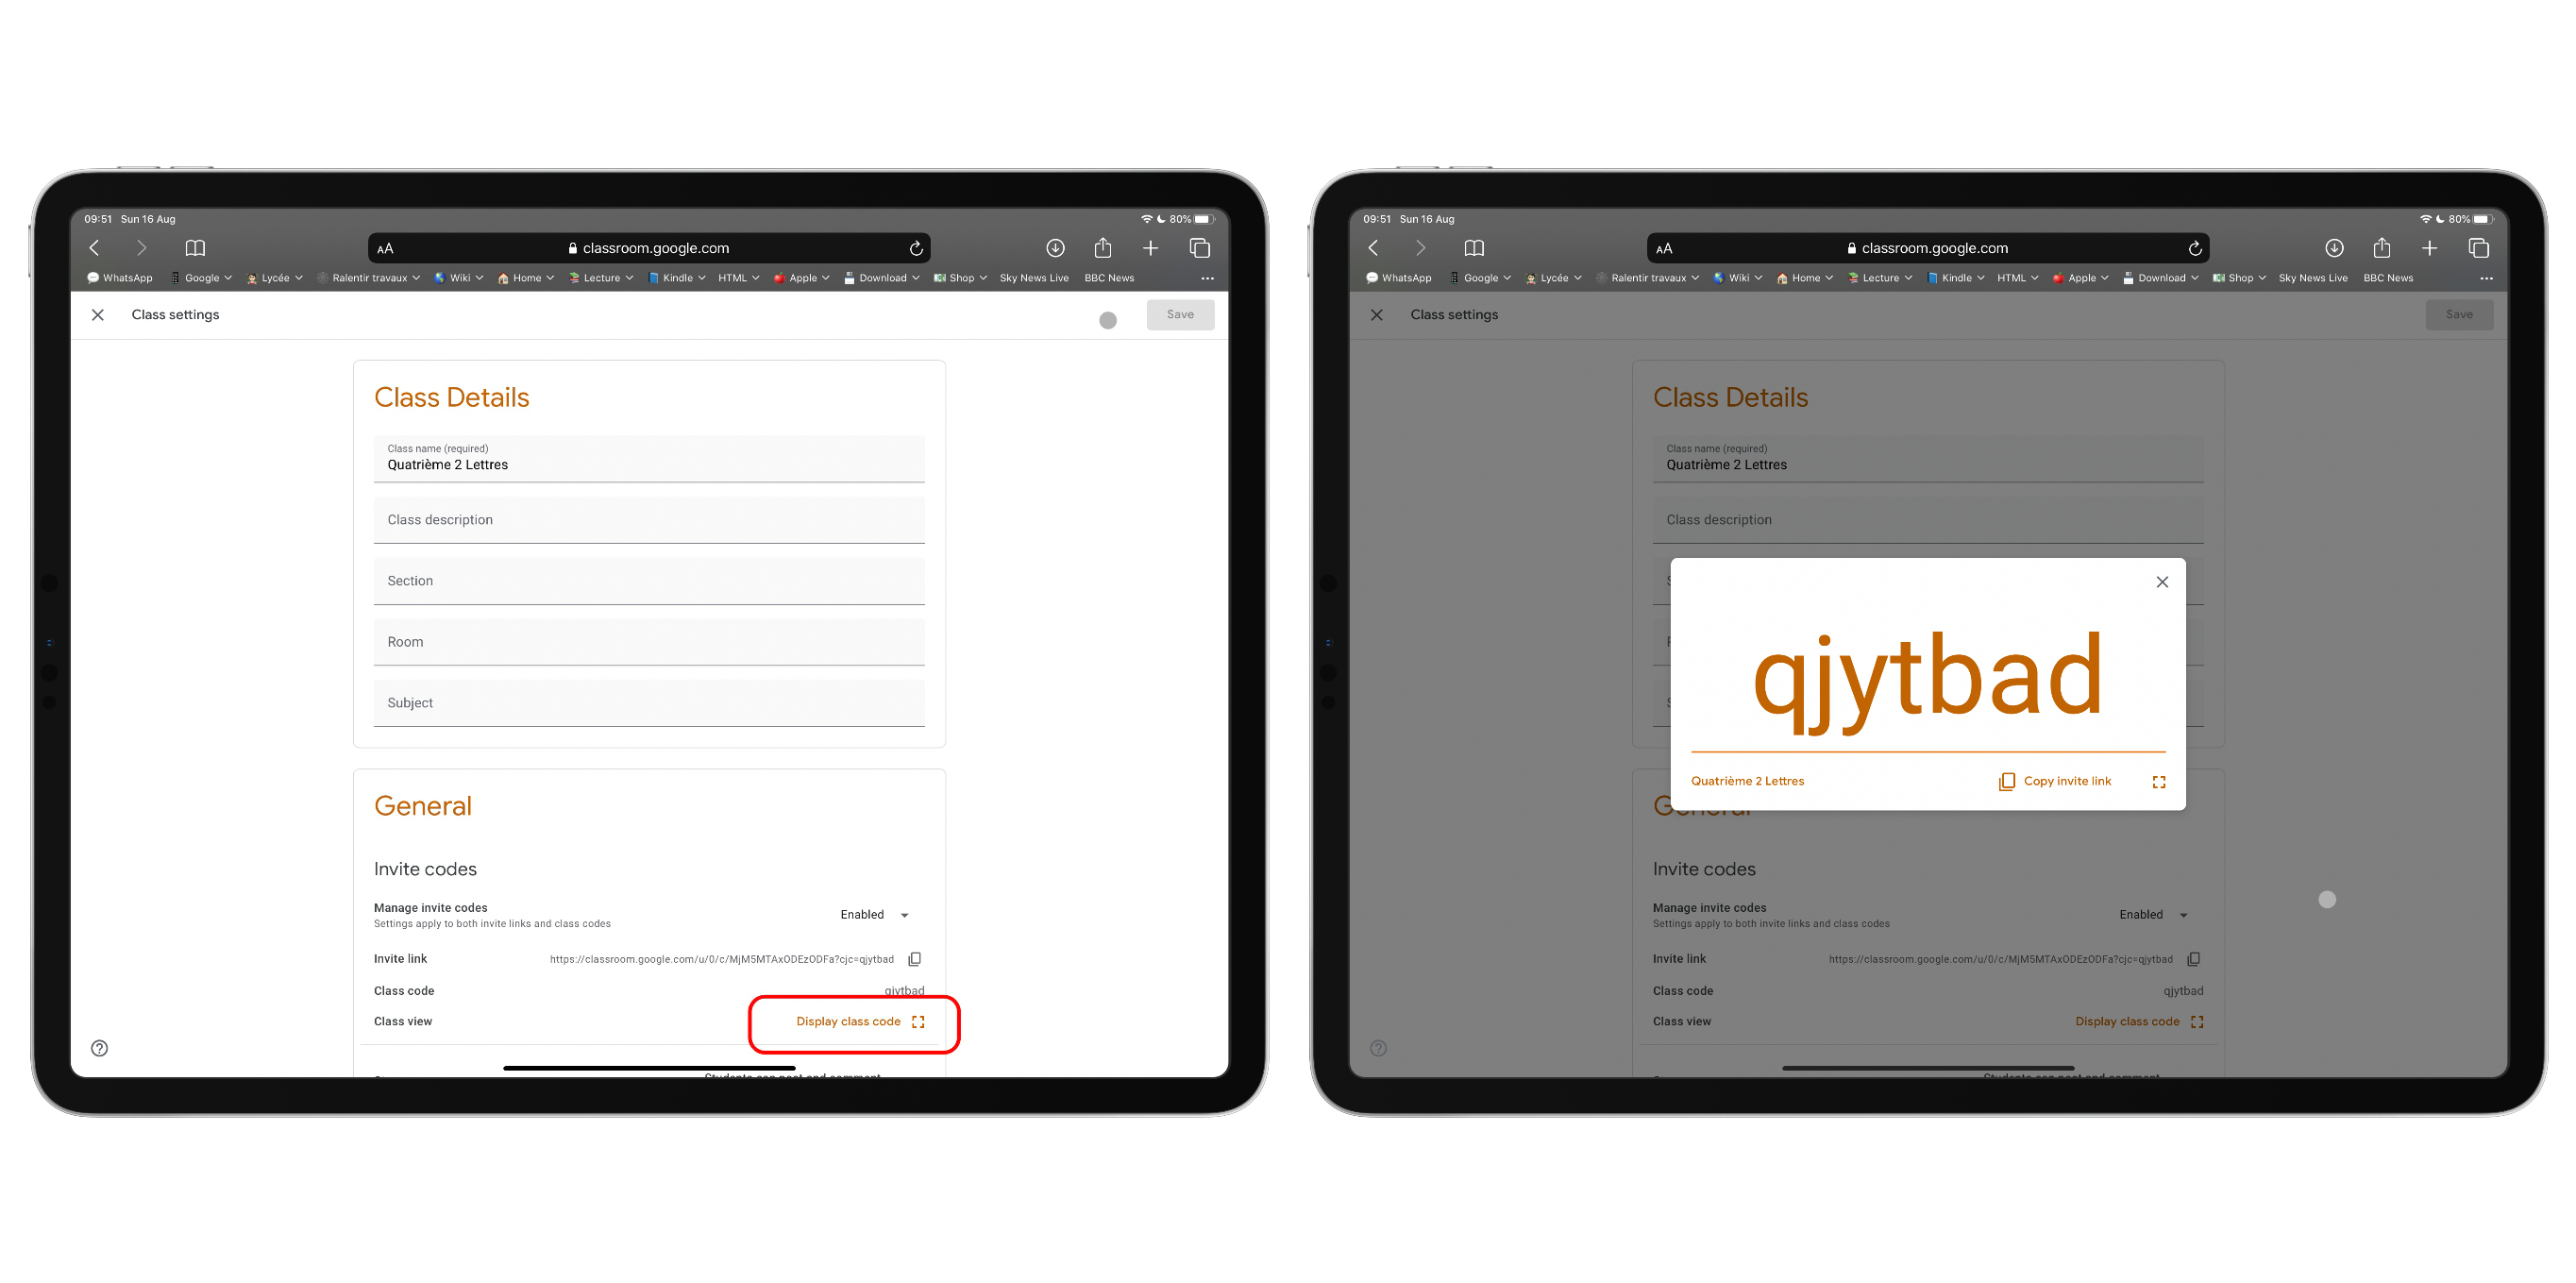 09:51 Sun 16 Aug 80%
AA classroom.google.com
WhatsApp Google Lycée Ralentir travaux Wiki Home Lecture Kindle HTML Apple Download Shop Sky News Live BBC News
Class settings Save
Class Details
Class name (required)
Quatrième 2 Lettres
Class description
Section
Room
Subject
General
Invite codes
Manage invite codes
Settings apply to both invite links and class codes
Enabled
Invite link https://classroom.google.com/u/0/c/MjM5MTAxODEzODFa?cjc=qjytbad
Class code qjytbad
Class view Display class code
Students can post and comment
09:51 Sun 16 Aug 80%
AA classroom.google.com
WhatsApp Google Lycée Ralentir travaux Wiki Home Lecture Kindle HTML Apple Download Shop Sky News Live BBC News
Class settings Save
Class Details
Class name (required)
Quatrième 2 Lettres
Class description
qjytbad
Quatrième 2 Lettres Copy invite link
General
Invite codes
Manage invite codes
Settings apply to both invite links and class codes
Enabled
Invite link https://classroom.google.com/u/0/c/MjM5MTAxODEzODFa?cjc=qjytbad
Class code qjytbad
Class view Display class code
Students can post and comment